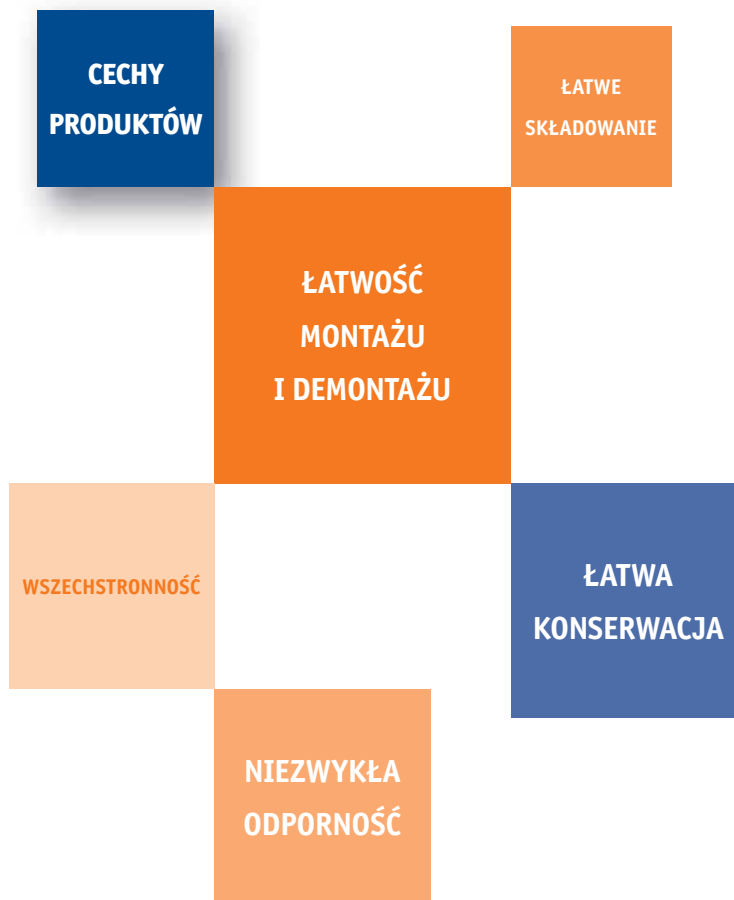 CECHY
PRODUKTÓW
ŁATWE
SKŁADOWANIE
ŁATWOŚĆ
MONTAŻU
I DEMONTAŻU
WSZECHSTRONNOŚĆ
ŁATWA
KONSERWACJA
NIEZWYKŁA
ODPORNOŚĆ